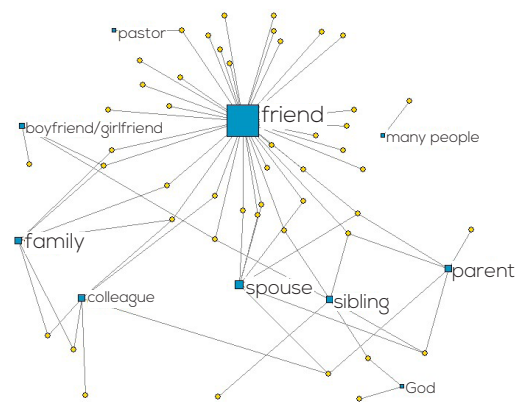 pastor
friend
boyfriend/girlfriend
many people
family
parent
colleague
spouse
sibling
God